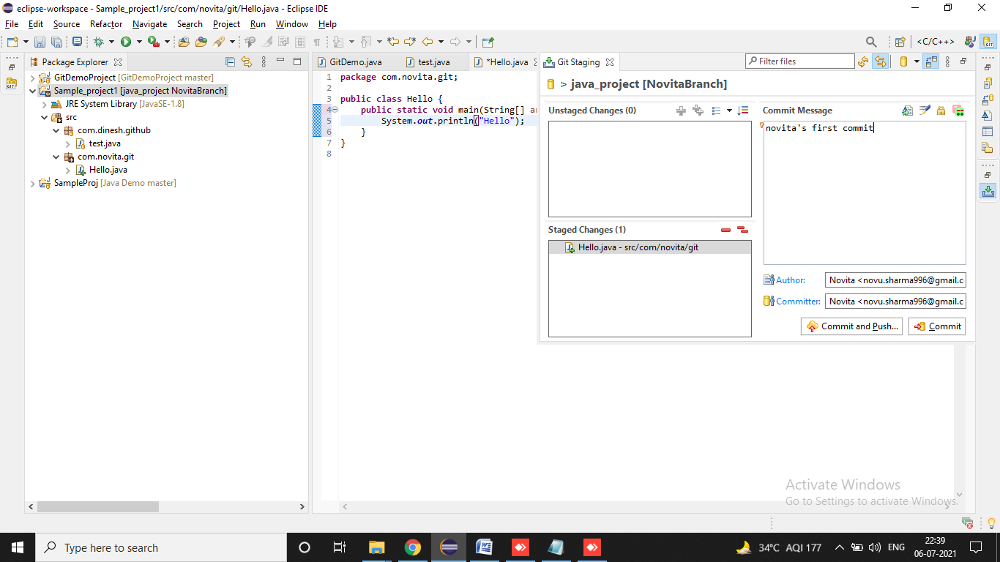 eclipse-workspace - Sample_project1/src/com/novita/git/Hello.java - Eclipse IDE
File Edit Source Refactor Navigate Search Project Run Window Help
<C/C++>
Package Explorer
GitDemoProject [GitDemoProject master]
Sample_project1 [java_project NovitaBranch]
JRE System Library [JavaSE-1.8]
src
com.dinesh.github
test.java
com.novita.git
Hello.java
SampleProj [Java Demo master]
GitDemo.java test.java *Hello.java
1 package com.novita.git;
2
3 public class Hello {
4 public static void main(String[] ar
5 System.out.println("Hello");
6 }
7 }
8
Git Staging
Filter files
> java_project [NovitaBranch]
Unstaged Changes (0)
Staged Changes (1)
Hello.java - src/com/novita/git
Commit Message
novita's first commit
Author: Novita <novu.sharma996@gmail.c
Committer: Novita <novu.sharma996@gmail.c
Commit and Push... Commit
Activate Windows
Go to Settings to activate Windows.
Type here to search
34°C AQI 177
ENG
22:39
06-07-2021